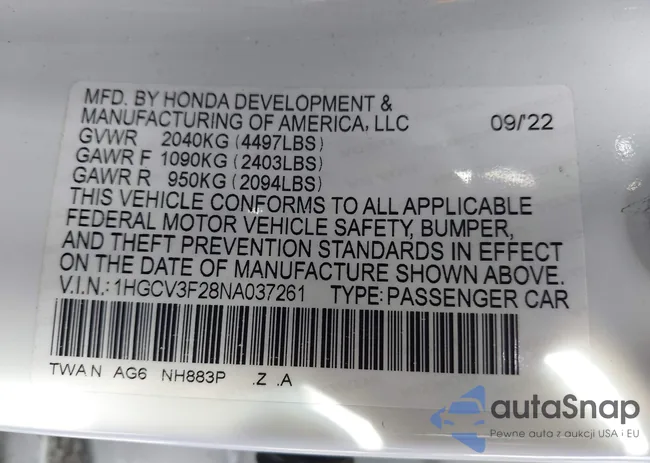 MFD. BY HONDA DEVELOPMENT &
MANUFACTURING OF AMERICA, LLC 09/'22
GVWR 2040KG (4497LBS)
GAWR F 1090KG (2403LBS)
GAWR R 950KG (2094LBS)
THIS VEHICLE CONFORMS TO ALL APPLICABLE
FEDERAL MOTOR VEHICLE SAFETY, BUMPER,
AND THEFT PREVENTION STANDARDS IN EFFECT
ON THE DATE OF MANUFACTURE SHOWN ABOVE.
V.I.N.: 1HGCV3F28NA037261 TYPE: PASSENGER CAR
TWA N AG6 NH883P .Z .A
autaSnap
Pewne auta z aukcji USA i EU